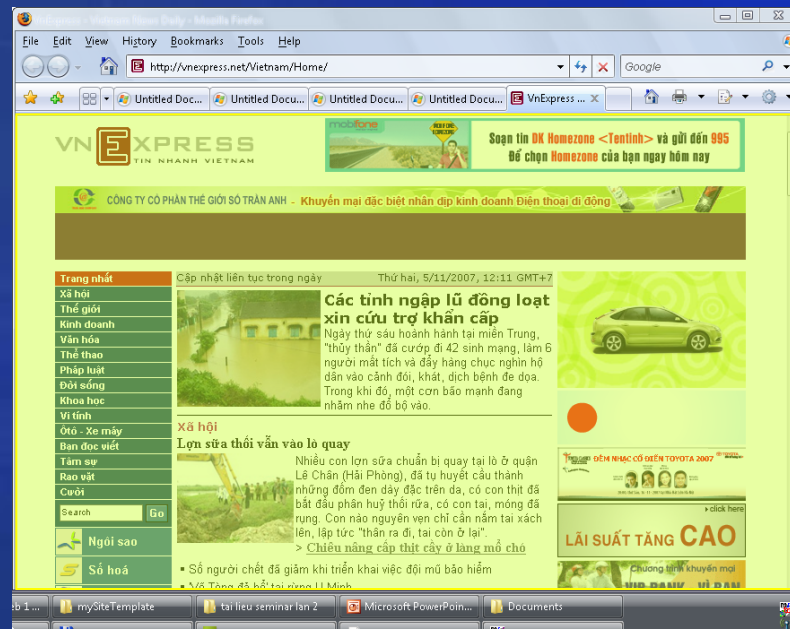 File Edit View History Bookmarks Tools Help
http://vnexpress.net/Vietnam/Home/
Google
Untitled Doc... Untitled Docu... Untitled Docu... Untitled Docu... VnExpress ...
VN EXPRESS
TIN NHANH VIETNAM
mobifone
Soạn tin DK Homezone <Tentinh> và gửi đến 995
Để chọn Homezone của bạn ngay hôm nay
CÔNG TY CỔ PHẦN THẾ GIỚI SỐ TRẦN ANH - Khuyến mại đặc biệt nhân dịp kinh doanh Điện thoại di động
Trang nhất
Xã hội
Thế giới
Kinh doanh
Văn hóa
Thể thao
Pháp luật
Đời sống
Khoa học
Vi tính
Ôtô - Xe máy
Bạn đọc viết
Tâm sự
Rao vặt
Cười
Search Go
Ngôi sao
Số hoá
Cập nhật liên tục trong ngày Thứ hai, 5/11/2007, 12:11 GMT+7
Các tỉnh ngập lũ đồng loạt
xin cứu trợ khẩn cấp
Ngày thứ sáu hoành hành tại miền Trung,
"thủy thần" đã cướp đi 42 sinh mạng, làm 6
người mất tích và đẩy hàng chục nghìn hộ
dân vào cảnh đói, khát, dịch bệnh đe dọa.
Trong khi đó, một cơn bão mạnh đang
nhăm nhe đổ bộ vào.
Xã hội
Lợn sữa thối vẫn vào lò quay
Nhiều con lợn sữa chuẩn bị quay tại lò ở quận
Lê Chân (Hải Phòng), đã tụ huyết cầu thành
những đốm đen dày đặc trên da, có con thịt đã
bắt đầu phân huỷ thối rữa, có con tai, móng đã
rụng. Con nào nguyên vẹn chỉ cần nắm tai xách
lên, lập tức "thân ra đi, tai còn ở lại".
> Chiêu nâng cấp thịt cầy ở làng mổ chó
Số người chết đã giảm khi triển khai việc đội mũ bảo hiểm
'Võ Tòng đả hổ' tại rừng U Minh
ĐÊM NHẠC CỔ ĐIỂN TOYOTA 2007
click here
LÃI SUẤT TĂNG CAO
Chương trình khuyến mại
VIP BANK
mySiteTemplate tai lieu seminar lan 2 Microsoft PowerPoin... Documents